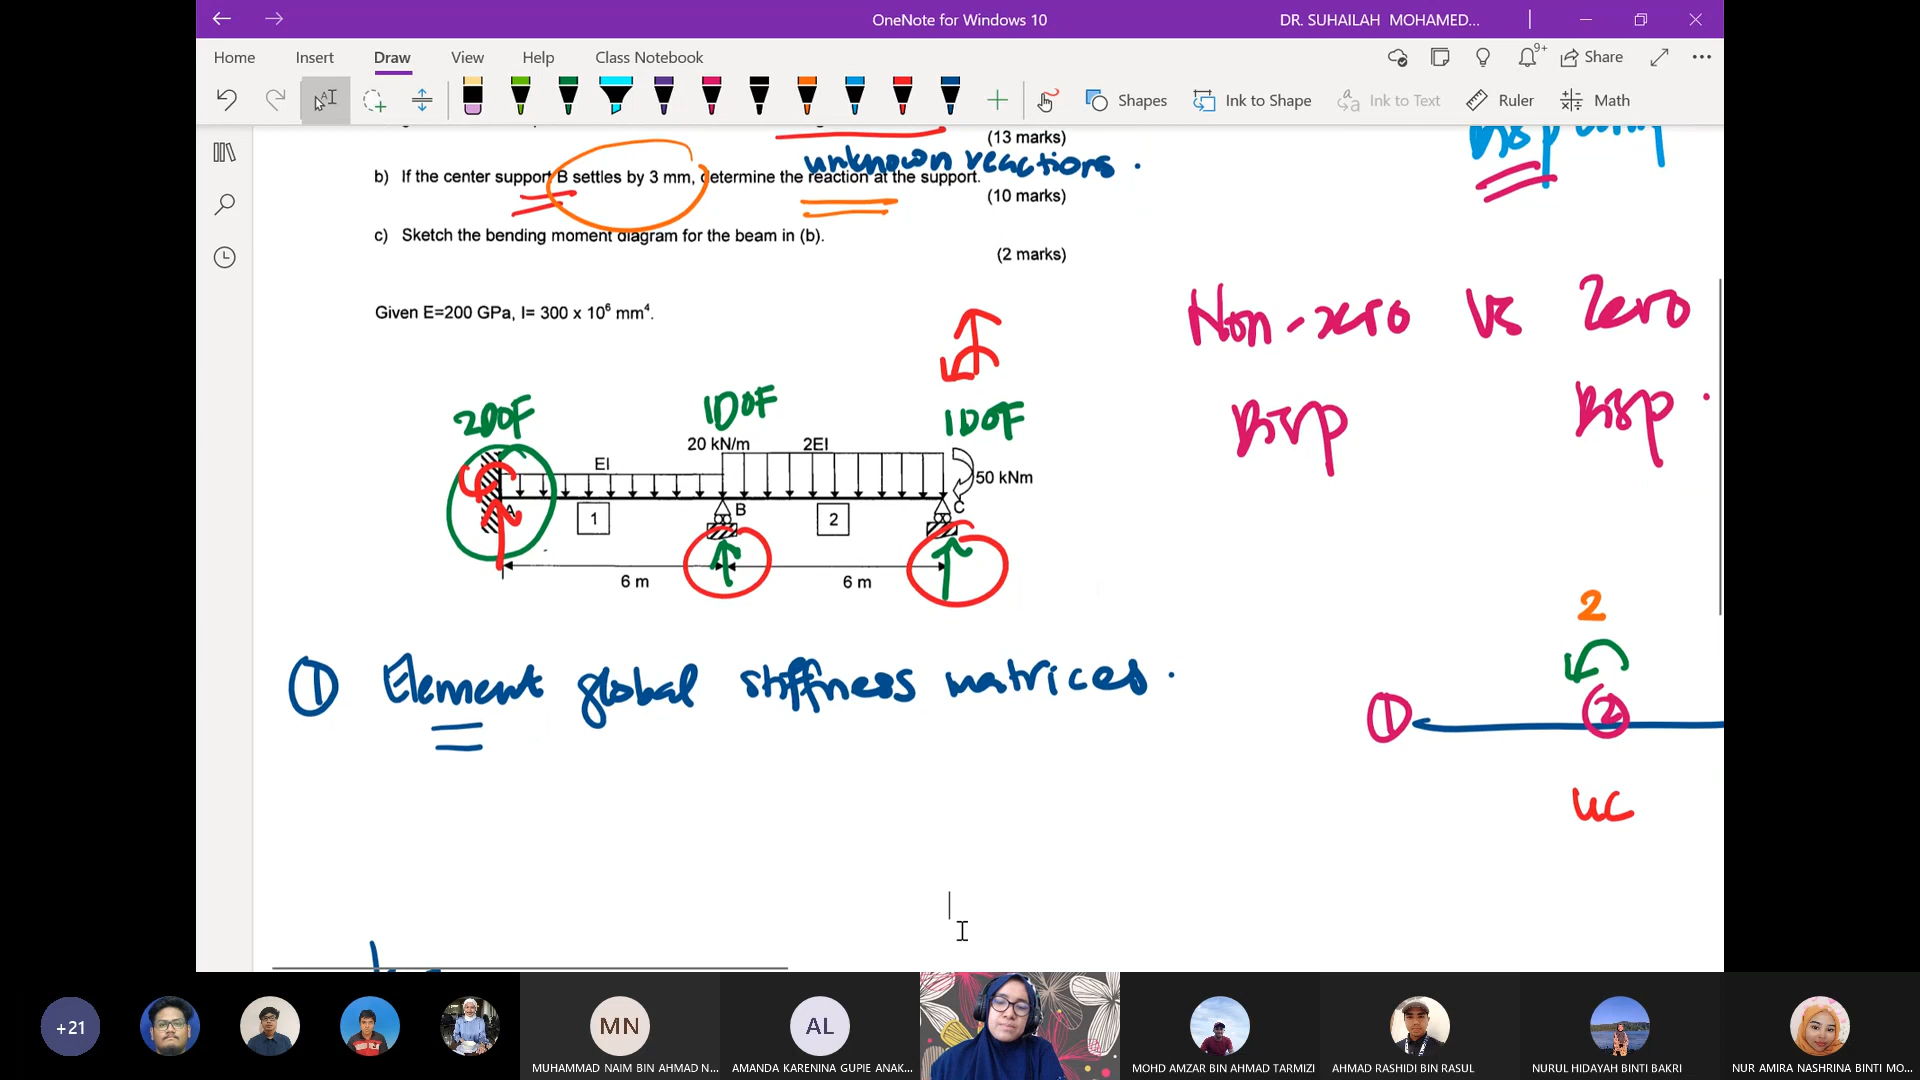 OneNote for Windows 10
DR. SUHAILAH MOHAMED...
Home Insert Draw View Help Class Notebook
9+ Share
Shapes Ink to Shape Ink to Text Ruler Math
(13 marks)
unknown reactions.
b) If the center support B settles by 3 mm, determine the reaction at the support.
(10 marks)
c) Sketch the bending moment diagram for the beam in (b).
(2 marks)
Given E=200 GPa, I= 300 x 10⁶ mm⁴.
Non-zero vs Zero
Disp Disp.
2DOF 1DOF 1DOF
20 kN/m 2EI
EI
50 kNm
A B C
1 2
6 m 6 m
① Element global stiffness matrices.
2
① ②
UC
+21
MN
AL
MUHAMMAD NAIM BIN AHMAD N...
AMANDA KARENINA GUPIE ANAK...
MOHD AMZAR BIN AHMAD TARMIZI
AHMAD RASHIDI BIN RASUL
NURUL HIDAYAH BINTI BAKRI
NUR AMIRA NASHRINA BINTI MO...